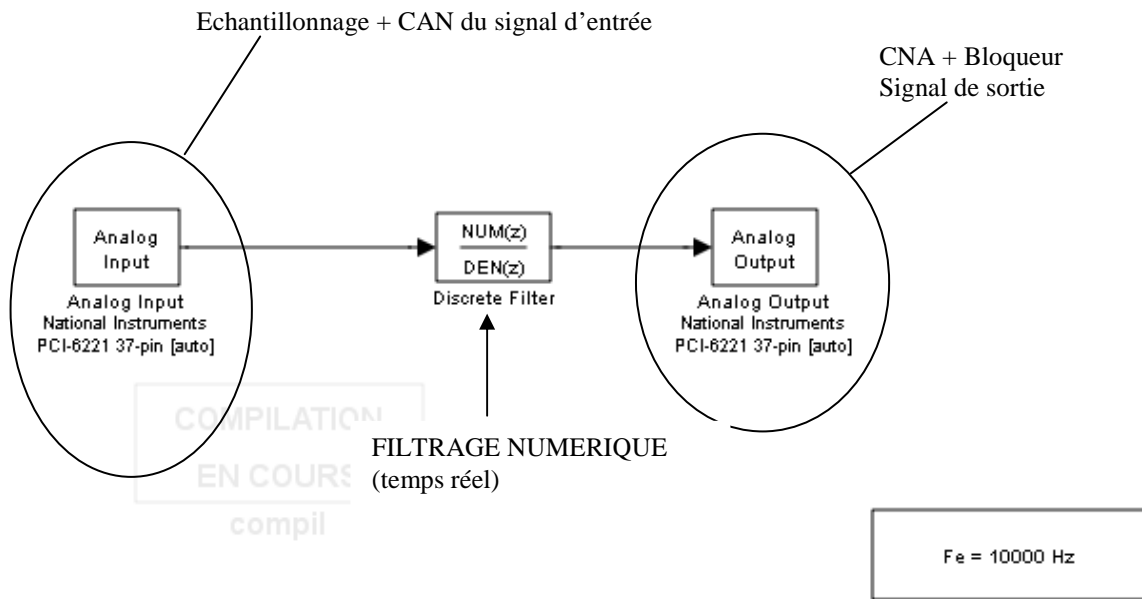 Echantillonnage + CAN du signal d'entrée
CNA + Bloqueur
Signal de sortie
Analog
Input
Analog Input
National Instruments
PCI-6221 37-pin [auto]
NUM(z)
DEN(z)
Discrete Filter
Analog
Output
Analog Output
National Instruments
PCI-6221 37-pin [auto]
COMPILATION
EN COURS
compil
FILTRAGE NUMERIQUE
(temps réel)
Fe = 10000 Hz